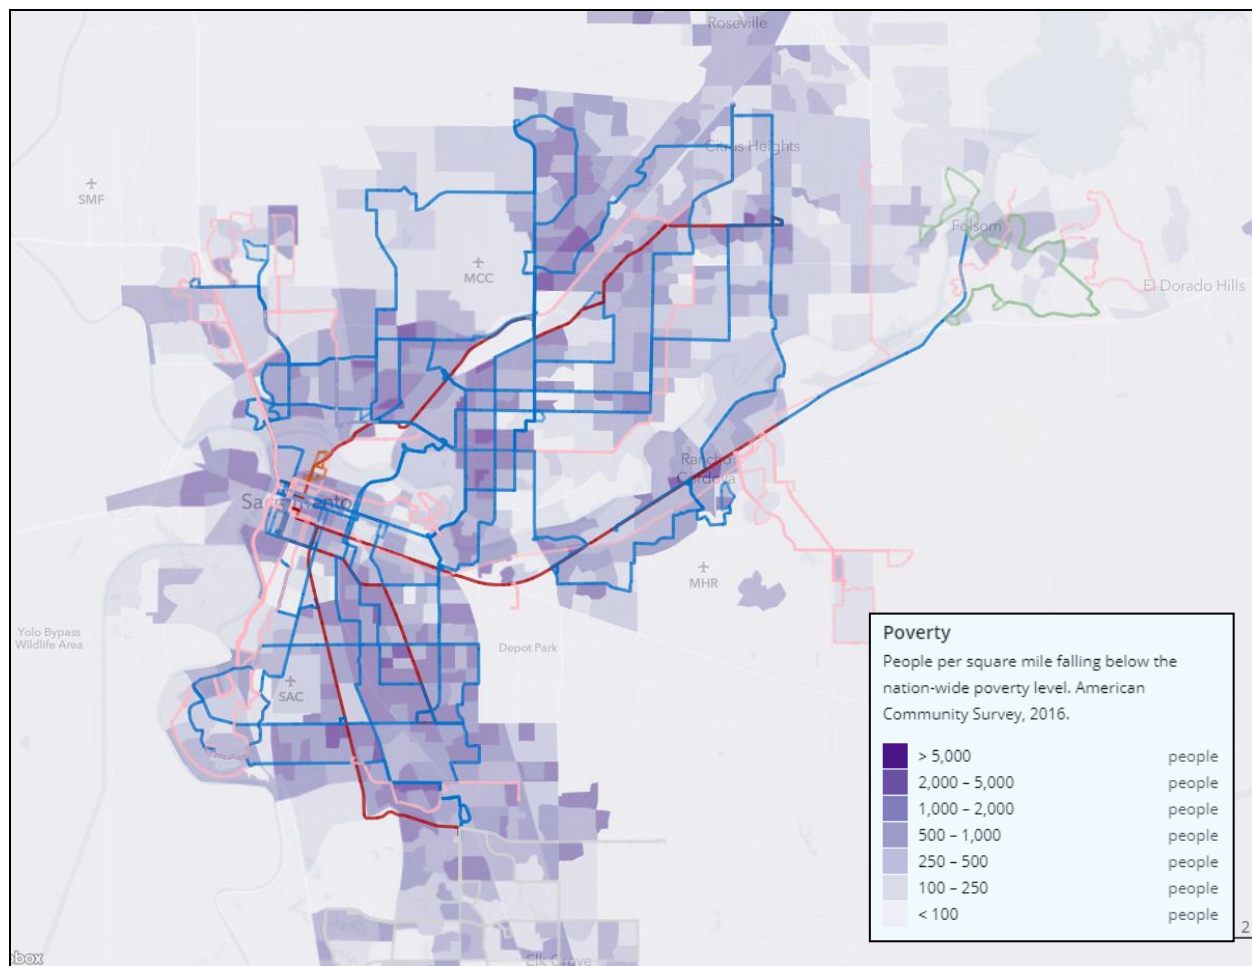 Roseville
Citrus Heights
SMF
MCC
Folsom
El Dorado Hills
Rancho
Cordova
Sacramento
MHR
Yolo Bypass
Wildlife Area
Depot Park
SAC
Elk Grove
Poverty
People per square mile falling below the
nation-wide poverty level. American
Community Survey, 2016.
> 5,000 people
2,000 – 5,000 people
1,000 – 2,000 people
500 – 1,000 people
250 – 500 people
100 – 250 people
< 100 people
2
box